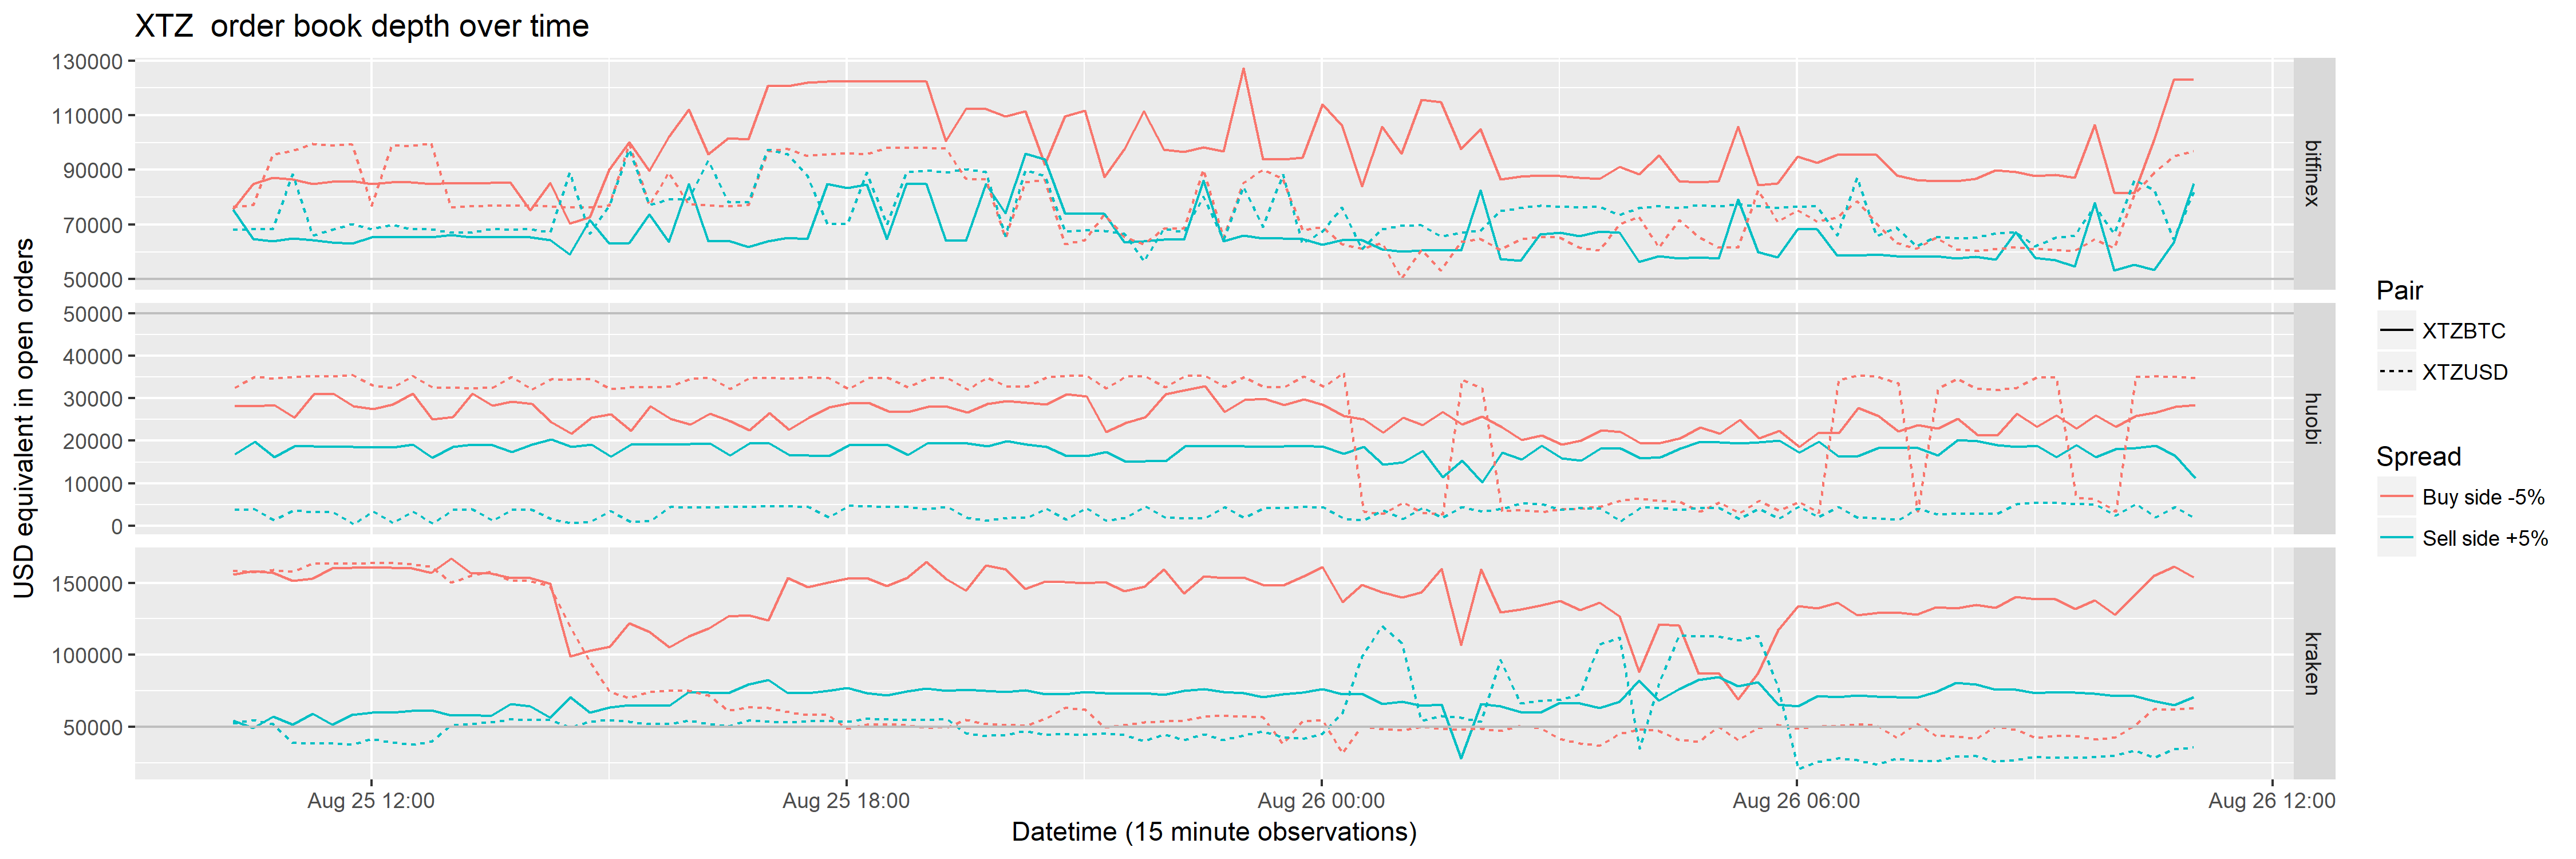 XTZ  order book depth over time
USD equivalent in open orders
130000
110000
90000
70000
50000
bitfinex
50000
40000
30000
20000
10000
0
huobi
150000
100000
50000
kraken
Aug 25 12:00
Aug 25 18:00
Aug 26 00:00
Aug 26 06:00
Aug 26 12:00
Datetime (15 minute observations)
Pair
XTZBTC
XTZUSD
Spread
Buy side -5%
Sell side +5%